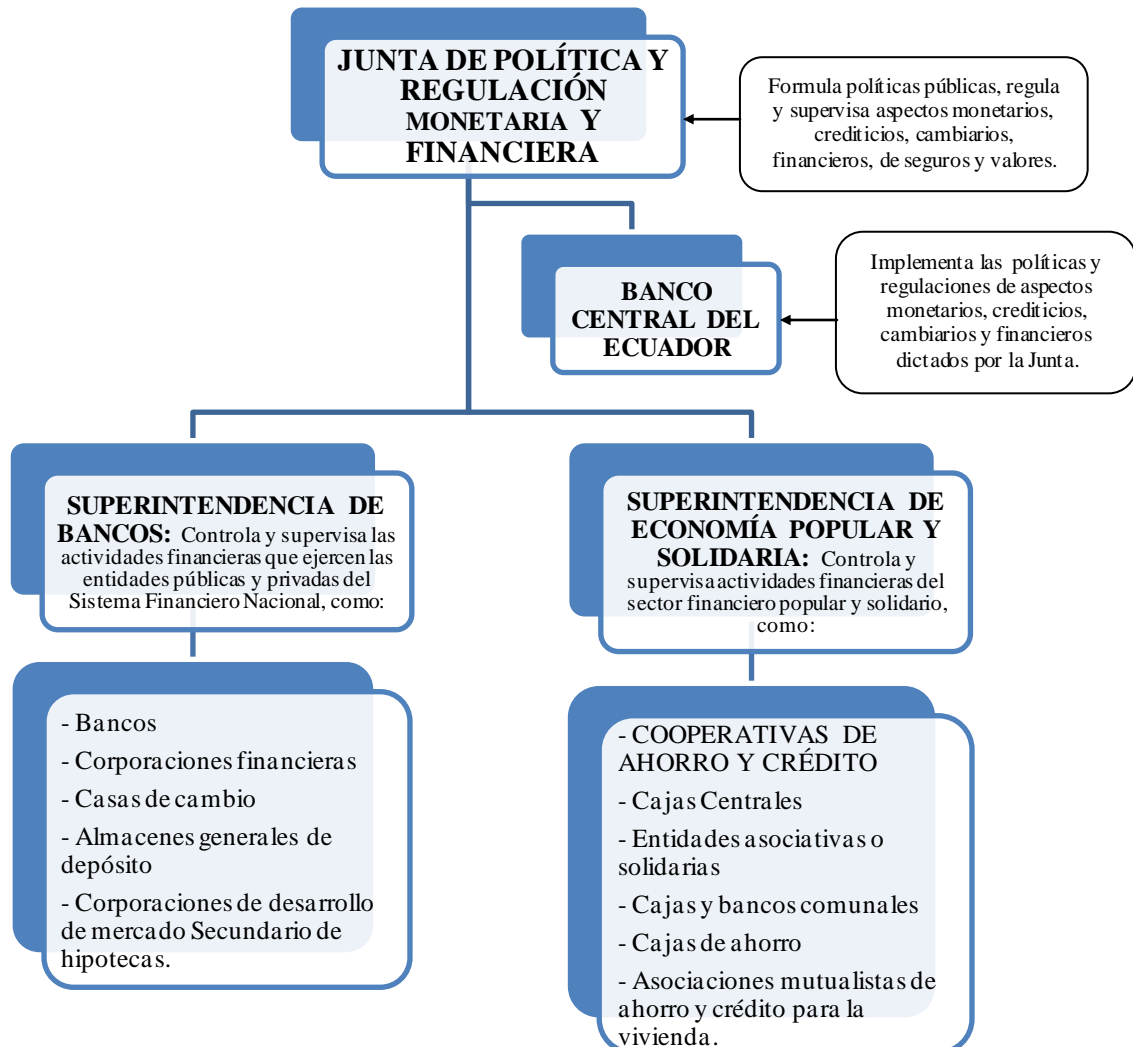 JUNTA DE POLÍTICA Y
REGULACIÓN
MONETARIA Y
FINANCIERA
Formula políticas públicas, regula
y supervisa aspectos monetarios,
crediticios, cambiarios,
financieros, de seguros y valores.
BANCO
CENTRAL DEL
ECUADOR
Implementa las políticas y
regulaciones de aspectos
monetarios, crediticios,
cambiarios y financieros
dictados por la Junta.
SUPERINTENDENCIA DE
BANCOS: Controla y supervisa las
actividades financieras que ejercen las
entidades públicas y privadas del
Sistema Financiero Nacional, como:
SUPERINTENDENCIA DE
ECONOMÍA POPULAR Y
SOLIDARIA: Controla y
supervisa actividades financieras del
sector financiero popular y solidario,
como:
- Bancos
- Corporaciones financieras
- Casas de cambio
- Almacenes generales de
depósito
- Corporaciones de desarrollo
de mercado Secundario de
hipotecas.
- COOPERATIVAS DE
AHORRO Y CRÉDITO
- Cajas Centrales
- Entidades asociativas o
solidarias
- Cajas y bancos comunales
- Cajas de ahorro
- Asociaciones mutualistas de
ahorro y crédito para la
vivienda.